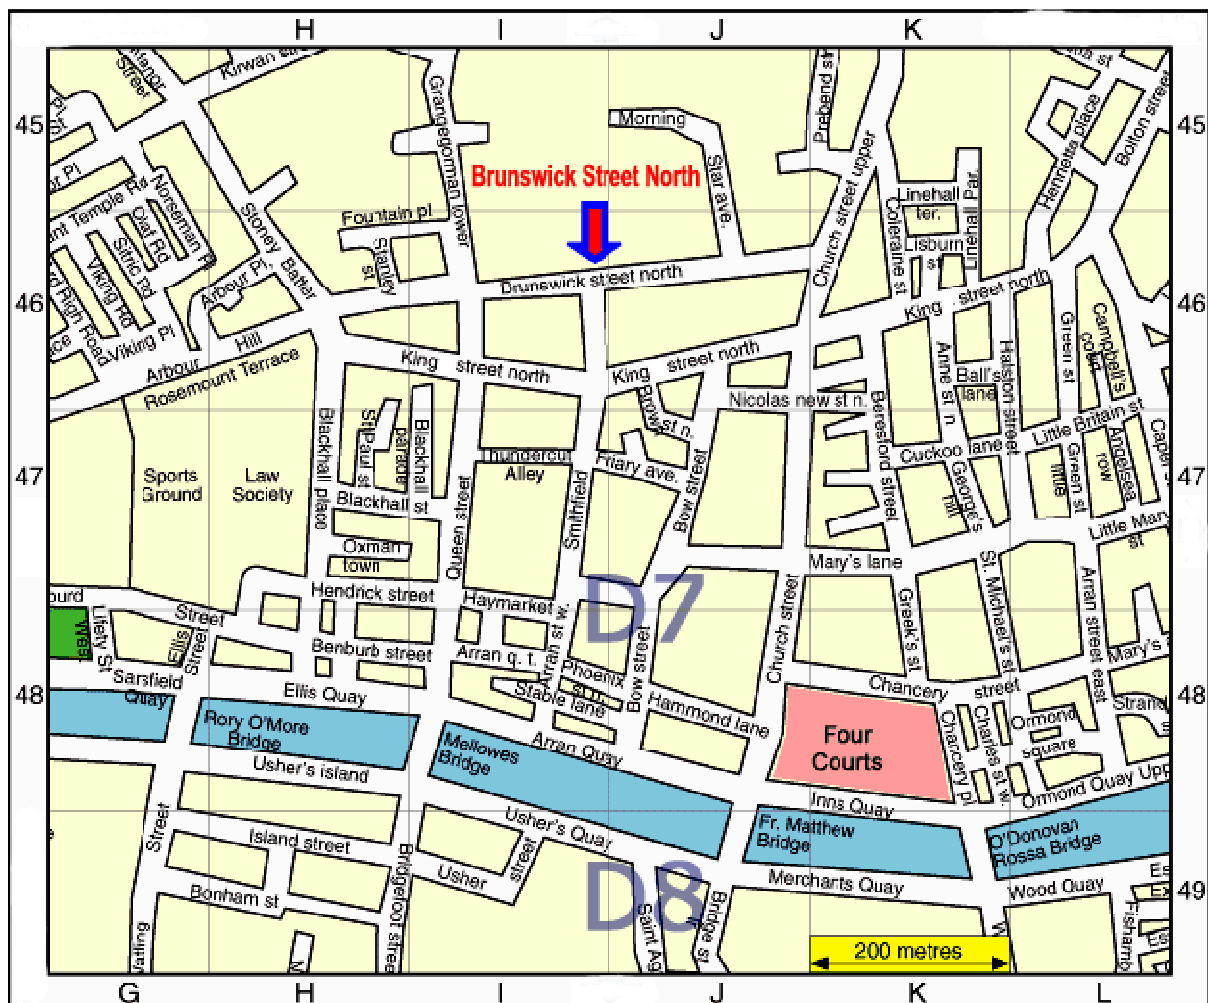 H I J K
45
45
Manor
Street
Kirwan
Grangegorman lower
Morning
Star ave.
Prebend st
Church street upper
Henrietta place
Bolton street
Brunswick Street North
Norseman Pl
Olaf Rd
Sitric Rd
Viking Rd
Stoney Batter
Fountain pl
Stanley
st
Linehall
ter.
Linehall Par.
Coleraine st
Lisburn
st
46
46
Arbour Pl.
Viking Pl
Brunswick street north
King street north
Arbour Hill
Rosemount Terrace
King street north
King street north
Brown
st n.
Nicolas new st n.
Anne st n
Ball's
lane
Halston street
Green st
Campbell's
court
Beresford street
Little Britain st
47
47
Sports
Ground
Law
Society
Blackhall place
St Paul st
Blackhall
parade
Blackhall st
Queen street
Thundercut
Alley
Smithfield
Friary ave.
Bow street
Cuckoo lane
George's
hill
Little
Green st
Angelsea
row
Little Mary
st
Oxman
town
Mary's lane
Hendrick street
Haymarket
D7
Church street
Greek's st
St. Michael's st
Arran street east
Mary's
West
Liffey St
Street
Ellis
Street
Benburb street
Arran q. t.
Arran st w.
Phoenix
st n.
Bow street
48
48
Sarsfield
Quay
Ellis Quay
Stable lane
Hammond lane
Chancery street
Strand
Rory O'More
Bridge
Mellowes
Bridge
Arran Quay
Four
Courts
Chancery pl
Charles st w.
Ormond
square
Usher's island
Inns Quay
Ormond Quay Upp
Street
Island street
Usher's Quay
Fr. Matthew
Bridge
O'Donovan
Rossa Bridge
Bridgefoot stree
Usher
street
D8
Merchants Quay
Wood Quay
49
Bonham st
Saint Ag
Bridge st
Fishamb
200 metres
G H I J K L